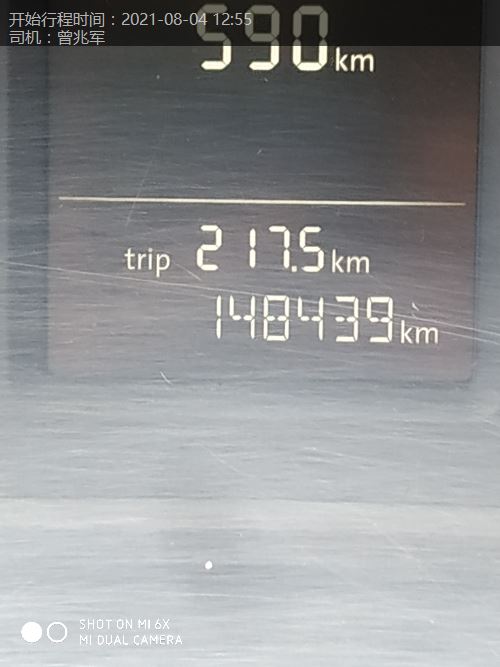 开始行程时间：2021-08-04 12:55
司机：曾兆军
590km
trip 217.5km
148439km
SHOT ON MI 6X
MI DUAL CAMERA